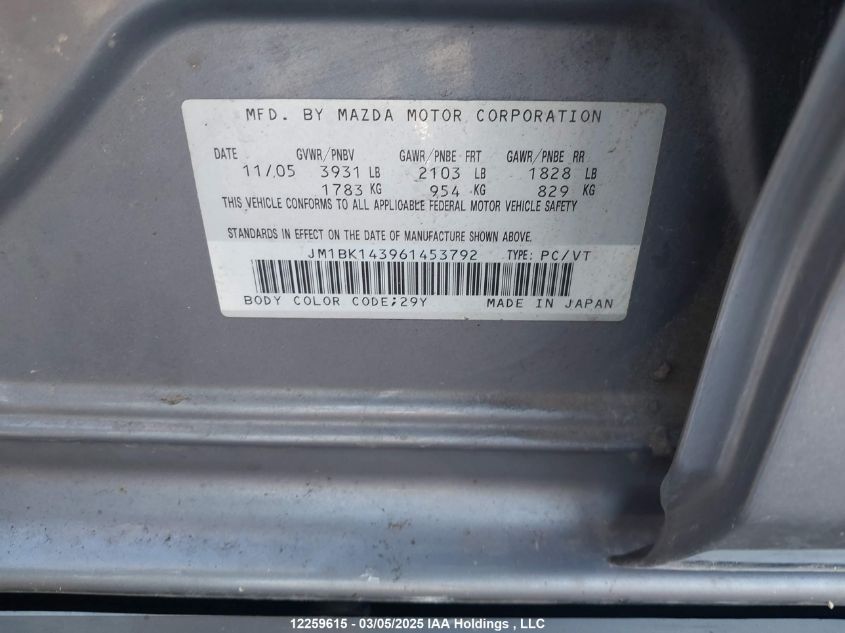 MFD. BY MAZDA MOTOR CORPORATION
DATE GVWR/PNBV GAWR/PNBE FRT GAWR/PNBE RR
11/05 3931 LB 2103 LB 1828 LB
1783 KG 954 KG 829 KG
THIS VEHICLE CONFORMS TO ALL APPLICABLE FEDERAL MOTOR VEHICLE SAFETY
STANDARDS IN EFFECT ON THE DATE OF MANUFACTURE SHOWN ABOVE.
JM1BK143961453792 TYPE: PC/VT
BODY COLOR CODE;29Y MADE IN JAPAN
12259615 - 03/05/2025 IAA Holdings , LLC